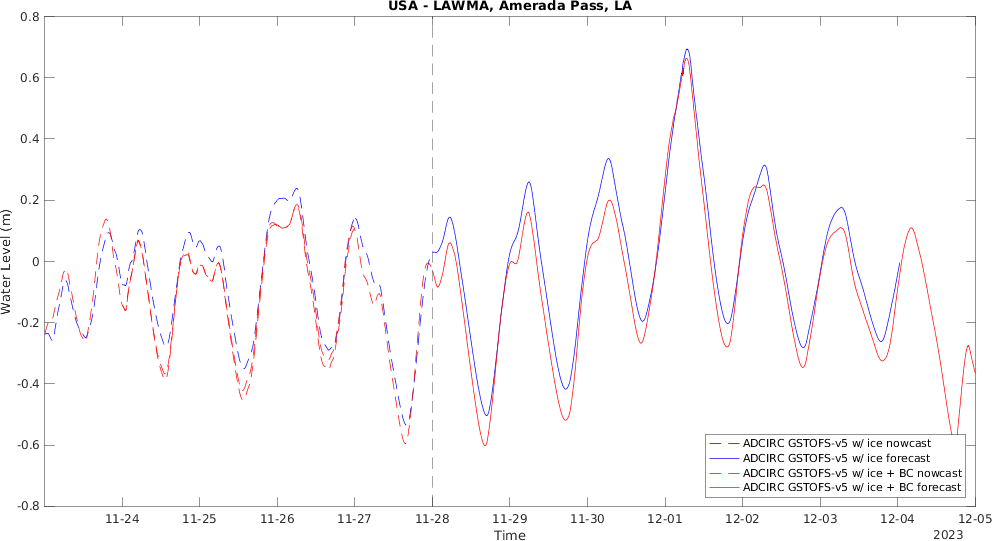 USA - LAWMA, Amerada Pass, LA
0.8
0.6
0.4
0.2
0
-0.2
-0.4
-0.6
-0.8
Water Level (m)
ADCIRC GSTOFS-v5 w/ ice nowcast
ADCIRC GSTOFS-v5 w/ ice forecast
ADCIRC GSTOFS-v5 w/ ice + BC nowcast
ADCIRC GSTOFS-v5 w/ ice + BC forecast
11-24 11-25 11-26 11-27 11-28 11-29 11-30 12-01 12-02 12-03 12-04 12-05
Time
2023